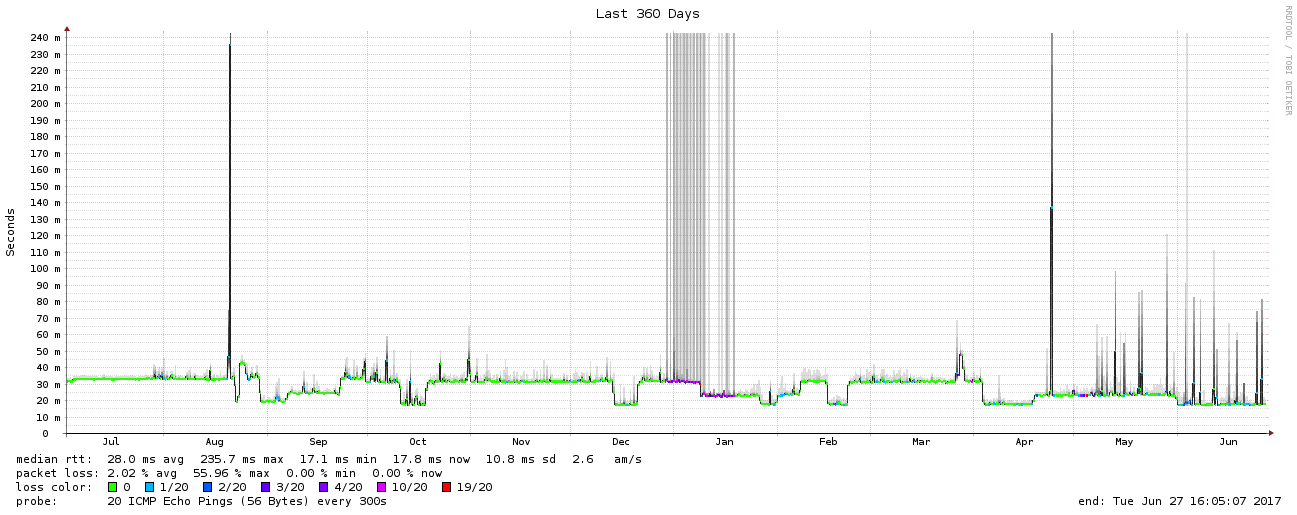 Last 360 Days
RRDTOOL / TOBI OETIKER
Seconds
240 m
230 m
220 m
210 m
200 m
190 m
180 m
170 m
160 m
150 m
140 m
130 m
120 m
110 m
100 m
90 m
80 m
70 m
60 m
50 m
40 m
30 m
20 m
10 m
0
Jul Aug Sep Oct Nov Dec Jan Feb Mar Apr May Jun
median rtt: 28.0 ms avg 235.7 ms max 17.1 ms min 17.8 ms now 10.8 ms sd 2.6 am/s
packet loss: 2.02 % avg 55.96 % max 0.00 % min 0.00 % now
loss color: 0 1/20 2/20 3/20 4/20 10/20 19/20
probe: 20 ICMP Echo Pings (56 Bytes) every 300s end: Tue Jun 27 16:05:07 2017